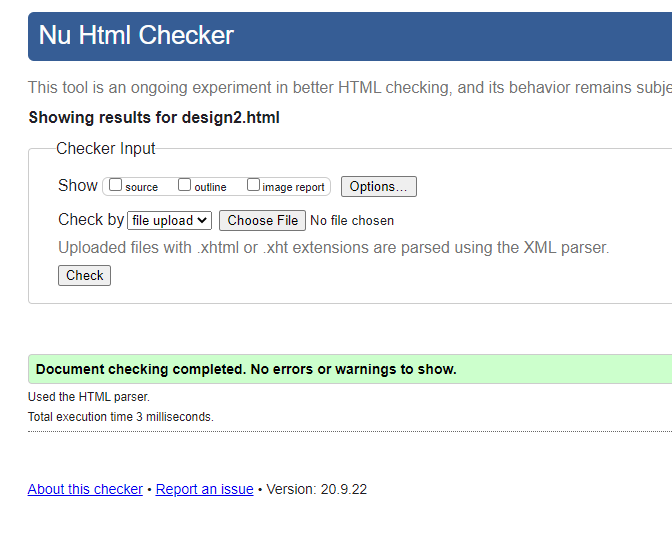 Nu Html Checker
This tool is an ongoing experiment in better HTML checking, and its behavior remains subje
Showing results for design2.html
Checker Input
Show source outline image report Options...
Check by file upload Choose File No file chosen
Uploaded files with .xhtml or .xht extensions are parsed using the XML parser.
Check
Document checking completed. No errors or warnings to show.
Used the HTML parser.
Total execution time 3 milliseconds.
About this checker • Report an issue • Version: 20.9.22